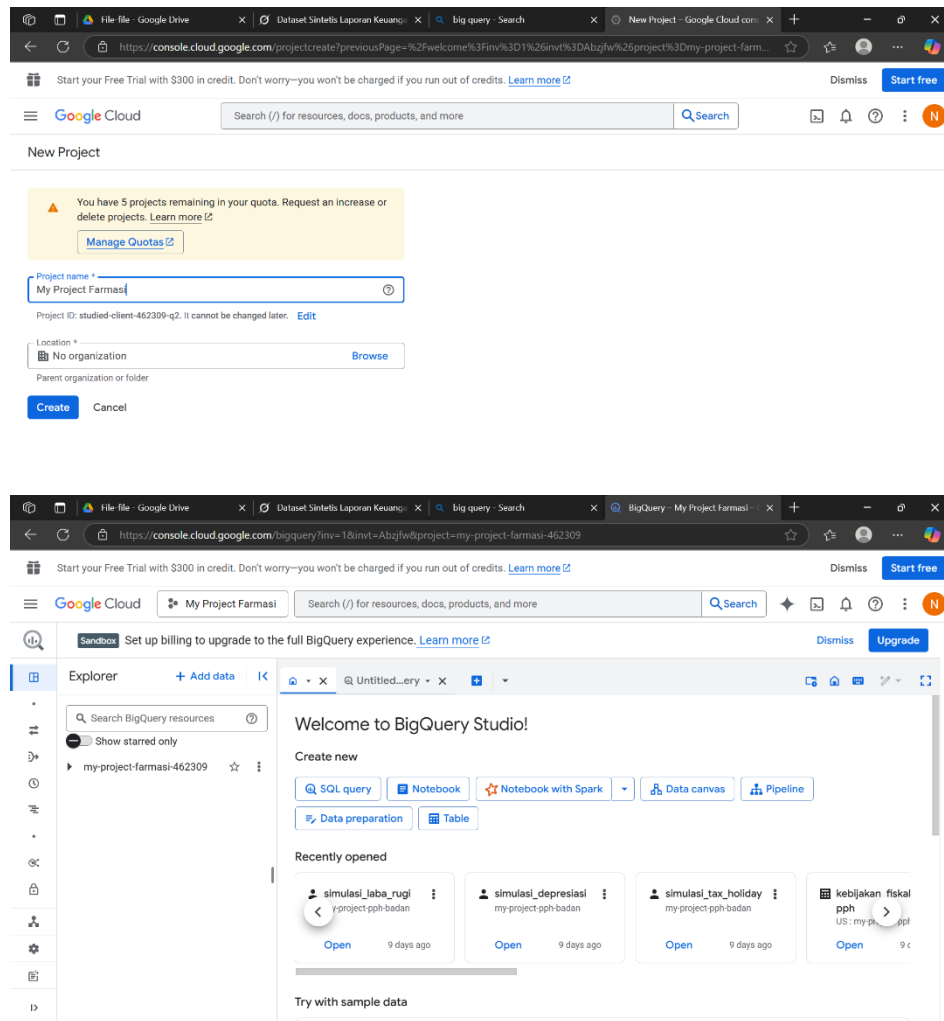 File-file - Google Drive
Dataset Sintetis Laporan Keuanga
big query - Search
New Project – Google Cloud cons
https://console.cloud.google.com/projectcreate?previousPage=%2Fwelcome%3Finv%3D1%26invt%3DAbzjfw%26project%3Dmy-project-farm...
Start your Free Trial with $300 in credit. Don't worry—you won't be charged if you run out of credits. Learn more
Dismiss
Start free
Google Cloud
Search (/) for resources, docs, products, and more
Search
N
New Project
You have 5 projects remaining in your quota. Request an increase or
delete projects. Learn more
Manage Quotas
Project name *
My Project Farmasi
Project ID: studied-client-462309-q2. It cannot be changed later. Edit
Location *
No organization
Browse
Parent organization or folder
Create
Cancel
File-file - Google Drive
Dataset Sintetis Laporan Keuanga
big query - Search
BigQuery – My Project Farmasi –
https://console.cloud.google.com/bigquery?inv=1&invt=Abzjfw&project=my-project-farmasi-462309
Start your Free Trial with $300 in credit. Don't worry—you won't be charged if you run out of credits. Learn more
Dismiss
Start free
Google Cloud
My Project Farmasi
Search (/) for resources, docs, products, and more
Search
N
Sandbox Set up billing to upgrade to the full BigQuery experience. Learn more
Dismiss
Upgrade
Explorer
+ Add data
Untitled...ery
Search BigQuery resources
Show starred only
my-project-farmasi-462309
Welcome to BigQuery Studio!
Create new
SQL query
Notebook
Notebook with Spark
Data canvas
Pipeline
Data preparation
Table
Recently opened
simulasi_laba_rugi
y-project-pph-badan
Open
9 days ago
simulasi_depresiasi
my-project-pph-badan
Open
9 days ago
simulasi_tax_holiday
my-project-pph-badan
Open
9 days ago
kebijakan fiskal
pph
US : my-pr
Open
Try with sample data